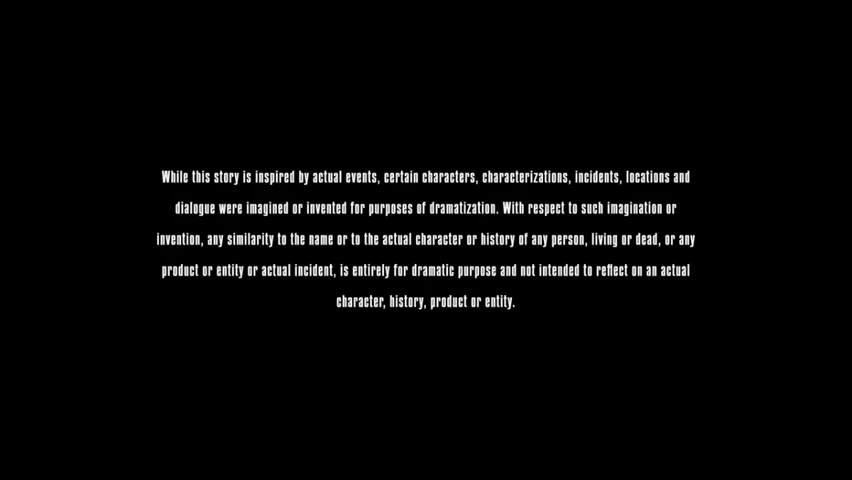 While this story is inspired by actual events, certain characters, characterizations, incidents, locations and
dialogue were imagined or invented for purposes of dramatization. With respect to such imagination or
invention, any similarity to the name or to the actual character or history of any person, living or dead, or any
product or entity or actual incident, is entirely for dramatic purpose and not intended to reflect on an actual
character, history, product or entity.